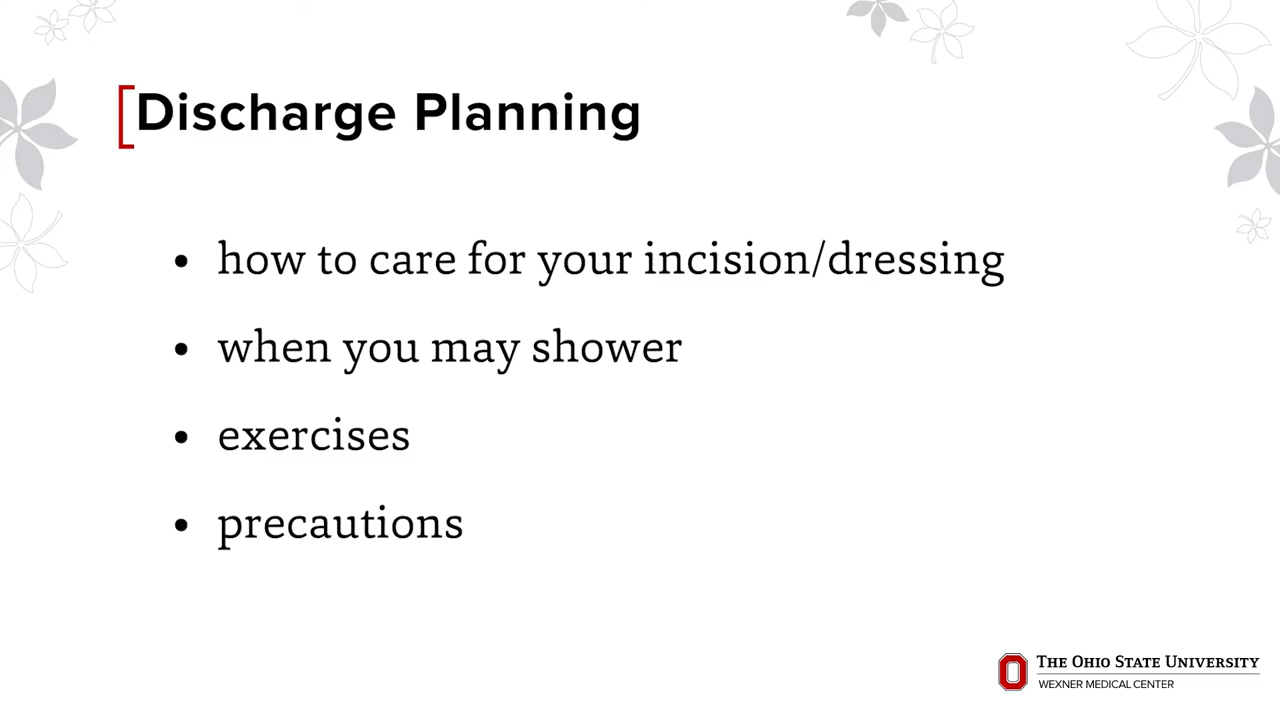 Discharge Planning
• how to care for your incision/dressing
• when you may shower
• exercises
• precautions
THE OHIO STATE UNIVERSITY
WEXNER MEDICAL CENTER